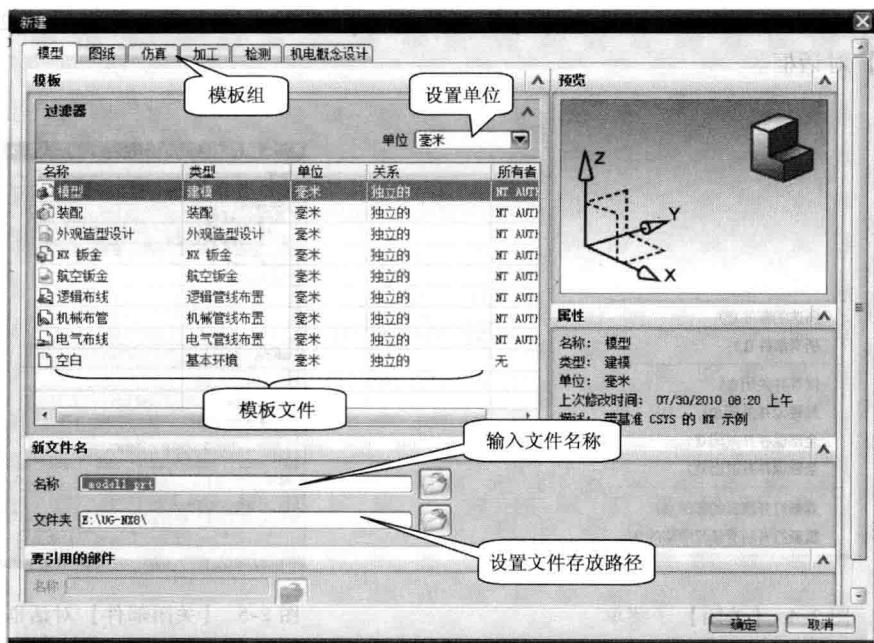 新建
模型 图纸 仿真 加工 检测 机电概念设计
模板
预览
模板组
设置单位
过滤器
单位 毫米
名称 类型 单位 关系 所有者
模型 建模 毫米 独立的 NT AUTH
装配 装配 毫米 独立的 NT AUTH
外观造型设计 外观造型设计 毫米 独立的 NT AUTH
NX 钣金 NX 钣金 毫米 独立的 NT AUTH
航空钣金 航空钣金 毫米 独立的 NT AUTH
逻辑布线 逻辑管线布置 毫米 独立的 NT AUTH
机械布管 机械管线布置 毫米 独立的 NT AUTH
电气布线 电气管线布置 毫米 独立的 NT AUTH
空白 基本环境 毫米 独立的 无
模板文件
Z
Y
X
属性
名称: 模型
类型: 建模
单位: 毫米
上次修改时间: 07/30/2010 08:20 上午
描述: 带基准 CSYS 的 NX 示例
新文件名
输入文件名称
名称 _model1.prt
文件夹 E:\UG-NX8\
设置文件存放路径
要引用的部件
名称
确定 取消